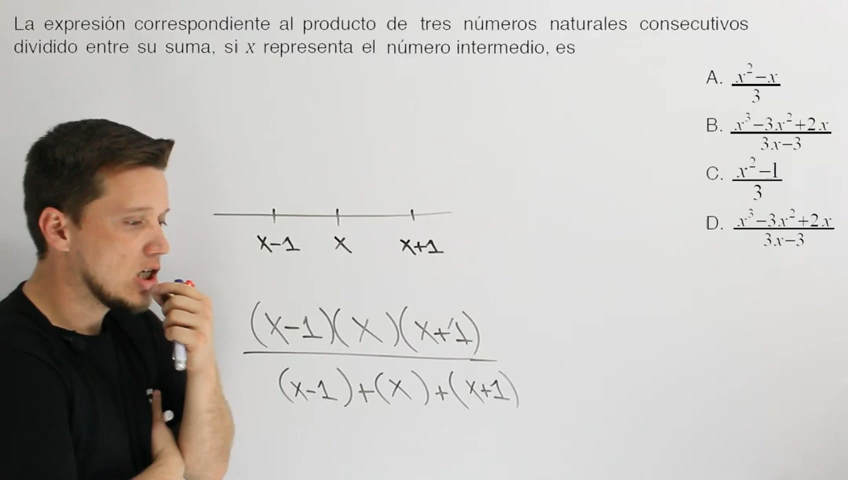 La expresión correspondiente al producto de tres números naturales consecutivos
dividido entre su suma, si x representa el número intermedio, es
A. x²−x / 3
B. x³−3x²+2x / 3x−3
C. x²−1 / 3
D. x³−3x²+2x / 3x−3
x-1 x x+1
(x-1)(x)(x+1)
(x-1)+(x)+(x+1)